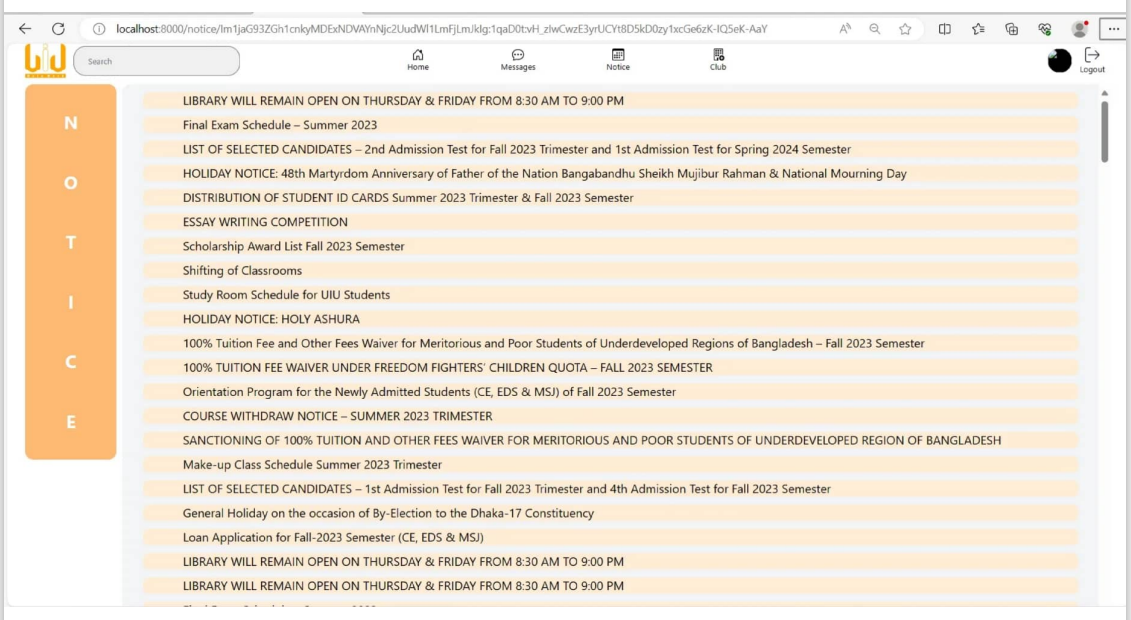 localhost:8000/notice/Im1jaG93ZGh1cnkyMDExNDVAYnNjc2UudWl1LmFjLmJkIg:1qaD0t:vH_zIwCwzE3yrUCYt8D5kD0zy1xcGe6zK-IQ5eK-AaY
UIU
Search
Home
Messages
Notice
Club
Logout
N
O
T
I
C
E
LIBRARY WILL REMAIN OPEN ON THURSDAY & FRIDAY FROM 8:30 AM TO 9:00 PM
Final Exam Schedule – Summer 2023
LIST OF SELECTED CANDIDATES – 2nd Admission Test for Fall 2023 Trimester and 1st Admission Test for Spring 2024 Semester
HOLIDAY NOTICE: 48th Martyrdom Anniversary of Father of the Nation Bangabandhu Sheikh Mujibur Rahman & National Mourning Day
DISTRIBUTION OF STUDENT ID CARDS Summer 2023 Trimester & Fall 2023 Semester
ESSAY WRITING COMPETITION
Scholarship Award List Fall 2023 Semester
Shifting of Classrooms
Study Room Schedule for UIU Students
HOLIDAY NOTICE: HOLY ASHURA
100% Tuition Fee and Other Fees Waiver for Meritorious and Poor Students of Underdeveloped Regions of Bangladesh – Fall 2023 Semester
100% TUITION FEE WAIVER UNDER FREEDOM FIGHTERS' CHILDREN QUOTA – FALL 2023 SEMESTER
Orientation Program for the Newly Admitted Students (CE, EDS & MSJ) of Fall 2023 Semester
COURSE WITHDRAW NOTICE – SUMMER 2023 TRIMESTER
SANCTIONING OF 100% TUITION AND OTHER FEES WAIVER FOR MERITORIOUS AND POOR STUDENTS OF UNDERDEVELOPED REGION OF BANGLADESH
Make-up Class Schedule Summer 2023 Trimester
LIST OF SELECTED CANDIDATES – 1st Admission Test for Fall 2023 Trimester and 4th Admission Test for Fall 2023 Semester
General Holiday on the occasion of By-Election to the Dhaka-17 Constituency
Loan Application for Fall-2023 Semester (CE, EDS & MSJ)
LIBRARY WILL REMAIN OPEN ON THURSDAY & FRIDAY FROM 8:30 AM TO 9:00 PM
LIBRARY WILL REMAIN OPEN ON THURSDAY & FRIDAY FROM 8:30 AM TO 9:00 PM